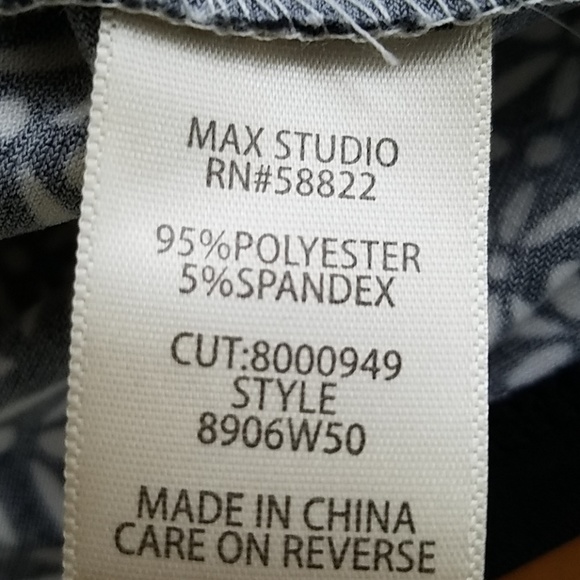 MAX STUDIO
RN#58822
95%POLYESTER
5%SPANDEX
CUT:8000949
STYLE
8906W50
MADE IN CHINA
CARE ON REVERSE